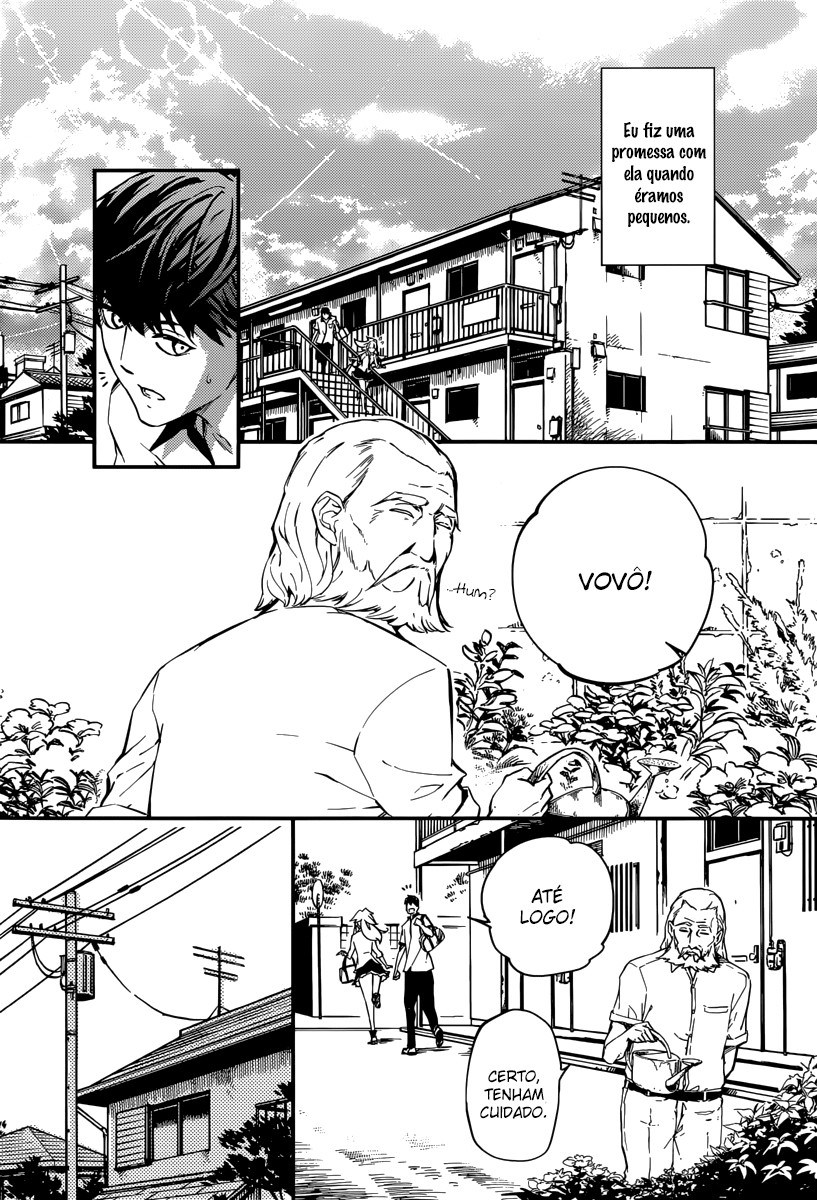 Eu fiz uma
promessa com
ela quando
éramos
pequenos.
Hum?
VOVÔ!
ATÉ
LOGO!
CERTO,
TENHAM
CUIDADO.